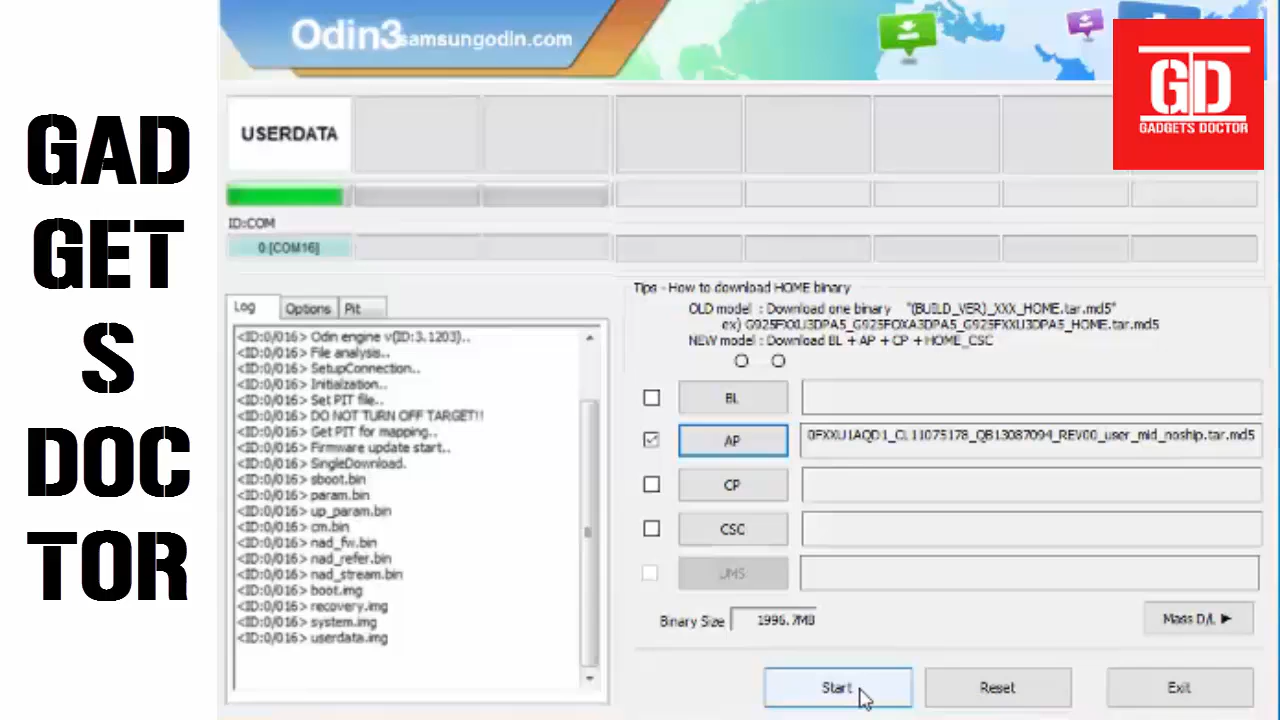 GAD
GET
S
DOC
TOR
Odin3
samsungodin.com
GD
GADGETS DOCTOR
USERDATA
ID:COM
0:[COM16]
Log
Options
Pit
<ID:0/016> Odin engine v(ID:3.1203)..
<ID:0/016> File analysis..
<ID:0/016> SetupConnection..
<ID:0/016> Initialzation..
<ID:0/016> Set PIT file..
<ID:0/016> DO NOT TURN OFF TARGET!!
<ID:0/016> Get PIT for mapping..
<ID:0/016> Firmware update start..
<ID:0/016> SingleDownload.
<ID:0/016> sboot.bin
<ID:0/016> param.bin
<ID:0/016> up_param.bin
<ID:0/016> cm.bin
<ID:0/016> nad_fw.bin
<ID:0/016> nad_refer.bin
<ID:0/016> nad_stream.bin
<ID:0/016> boot.img
<ID:0/016> recovery.img
<ID:0/016> system.img
<ID:0/016> userdata.img
Tips - How to download HOME binary
OLD model : Download one binary "(BUILD_VER)_XXX_HOME.tar.md5"
ex) G925FXXU3DPA5_G925FOXA3DPA5_G925FXXU3DPA5_HOME.tar.md5
NEW model : Download BL + AP + CP + HOME_CSC
BL
AP
0FXXU1AQD1_CL11075178_QB13087094_REV00_user_mid_noship.tar.md5
CP
CSC
UMS
Binary Size
1996.7MB
Mass D/L ▶
Start
Reset
Exit